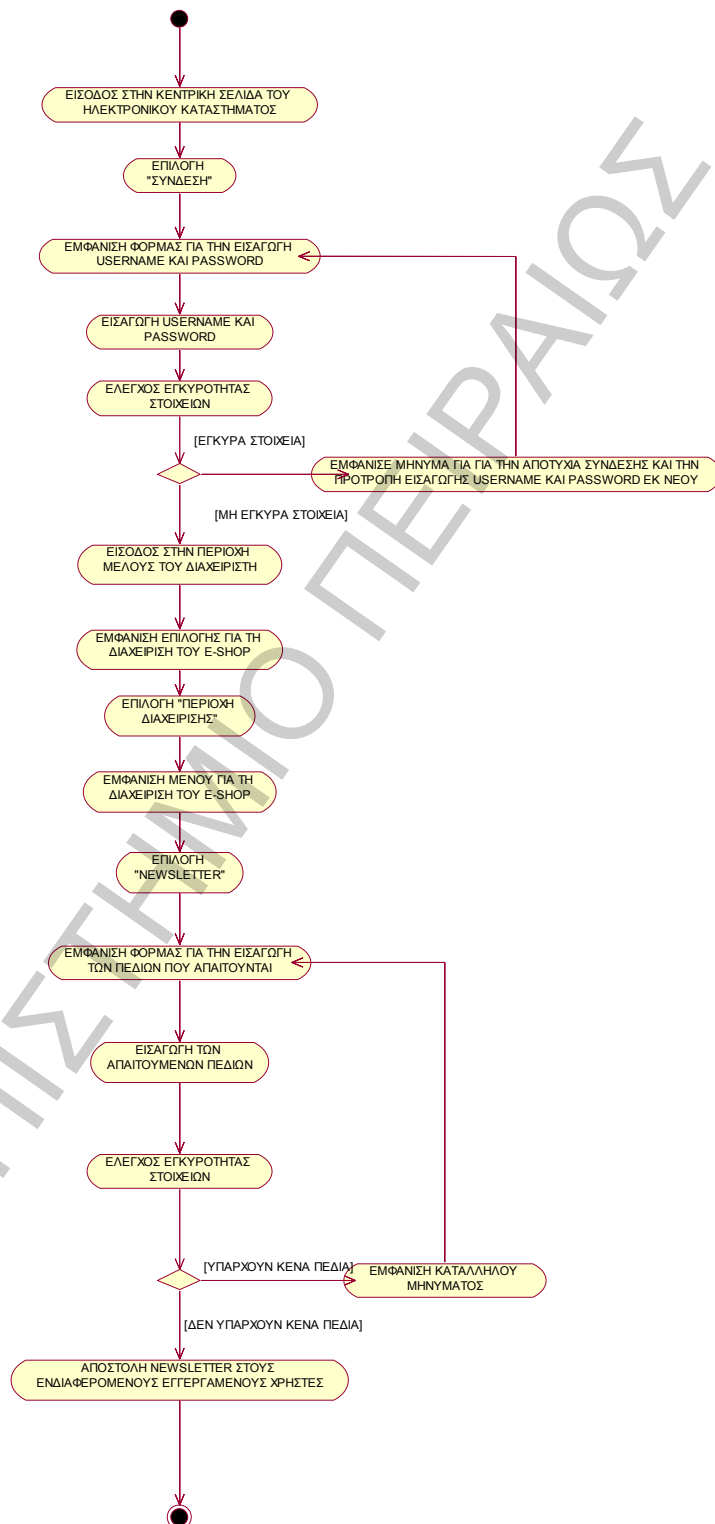 ΕΙΣΟΔΟΣ ΣΤΗΝ ΚΕΝΤΡΙΚΗ ΣΕΛΙΔΑ ΤΟΥ
ΗΛΕΚΤΡΟΝΙΚΟΥ ΚΑΤΑΣΤΗΜΑΤΟΣ
ΕΠΙΛΟΓΗ
"ΣΥΝΔΕΣΗ"
ΕΜΦΑΝΙΣΗ ΦΟΡΜΑΣ ΓΙΑ ΤΗΝ ΕΙΣΑΓΩΓΗ
USERNAME ΚΑΙ PASSWORD
ΕΙΣΑΓΩΓΗ USERNAME ΚΑΙ
PASSWORD
ΕΛΕΓΧΟΣ ΕΓΚΥΡΟΤΗΤΑΣ
ΣΤΟΙΧΕΙΩΝ
[ΕΓΚΥΡΑ ΣΤΟΙΧΕΙΑ]
ΕΜΦΑΝΙΣΕ ΜΗΝΥΜΑ ΓΙΑ ΓΙΑ ΤΗΝ ΑΠΟΤΥΧΙΑ ΣΥΝΔΕΣΗΣ ΚΑΙ ΤΗΝ
ΠΡΟΤΡΟΠΗ ΕΙΣΑΓΩΓΗΣ USERNAME ΚΑΙ PASSWORD ΕΚ ΝΕΟΥ
[ΜΗ ΕΓΚΥΡΑ ΣΤΟΙΧΕΙΑ]
ΕΙΣΟΔΟΣ ΣΤΗΝ ΠΕΡΙΟΧΗ
ΜΕΛΟΥΣ ΤΟΥ ΔΙΑΧΕΙΡΙΣΤΗ
ΕΜΦΑΝΙΣΗ ΕΠΙΛΟΓΗΣ ΓΙΑ ΤΗ
ΔΙΑΧΕΙΡΙΣΗ ΤΟΥ E-SHOP
ΕΠΙΛΟΓΗ "ΠΕΡΙΟΧΗ
ΔΙΑΧΕΙΡΙΣΗΣ"
ΕΜΦΑΝΙΣΗ ΜΕΝΟΥ ΓΙΑ ΤΗ
ΔΙΑΧΕΙΡΙΣΗ ΤΟΥ E-SHOP
ΕΠΙΛΟΓΗ
"NEWSLETTER"
ΕΜΦΑΝΙΣΗ ΦΟΡΜΑΣ ΓΙΑ ΤΗΝ ΕΙΣΑΓΩΓΗ
ΤΩΝ ΠΕΔΙΩΝ ΠΟΥ ΑΠΑΙΤΟΥΝΤΑΙ
ΕΙΣΑΓΩΓΗ ΤΩΝ
ΑΠΑΙΤΟΥΜΕΝΩΝ ΠΕΔΙΩΝ
ΕΛΕΓΧΟΣ ΕΓΚΥΡΟΤΗΤΑΣ
ΣΤΟΙΧΕΙΩΝ
[ΥΠΑΡΧΟΥΝ ΚΕΝΑ ΠΕΔΙΑ]
ΕΜΦΑΝΙΣΗ ΚΑΤΑΛΛΗΛΟΥ
ΜΗΝΥΜΑΤΟΣ
[ΔΕΝ ΥΠΑΡΧΟΥΝ ΚΕΝΑ ΠΕΔΙΑ]
ΑΠΟΣΤΟΛΗ NEWSLETTER ΣΤΟΥΣ
ΕΝΔΙΑΦΕΡΟΜΕΝΟΥΣ ΕΓΓΕΡΓΑΜΕΝΟΥΣ ΧΡΗΣΤΕΣ
ΠΙΣΤΗΜΙΟ ΠΕΙΡΑΙΩΣ